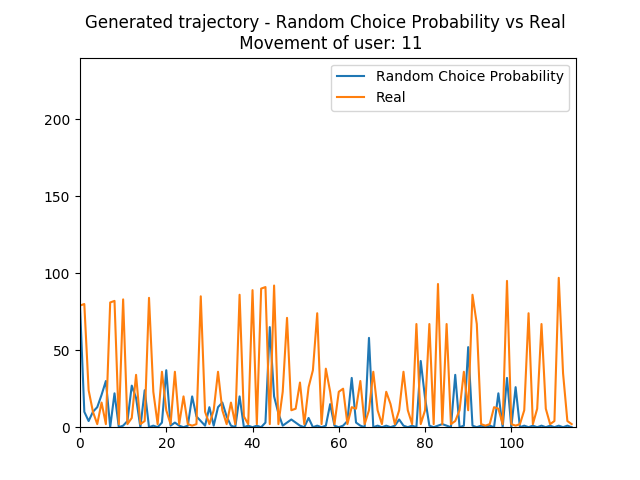 Generated trajectory - Random Choice Probability vs Real
Movement of user: 11
Random Choice Probability
Real
200
150
100
50
0
0 20 40 60 80 100